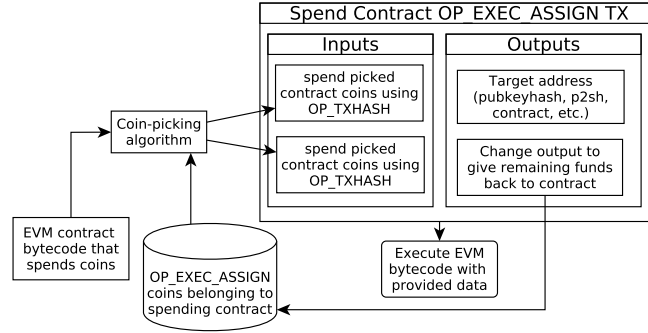 Spend Contract OP_EXEC_ASSIGN TX
Inputs
Outputs
spend picked
contract coins using
OP_TXHASH
spend picked
contract coins using
OP_TXHASH
Target address
(pubkeyhash, p2sh,
contract, etc.)
Change output to
give remaining funds
back to contract
Coin-picking
algorithm
EVM contract
bytecode that
spends coins
OP_EXEC_ASSIGN
coins belonging to
spending contract
Execute EVM
bytecode with
provided data